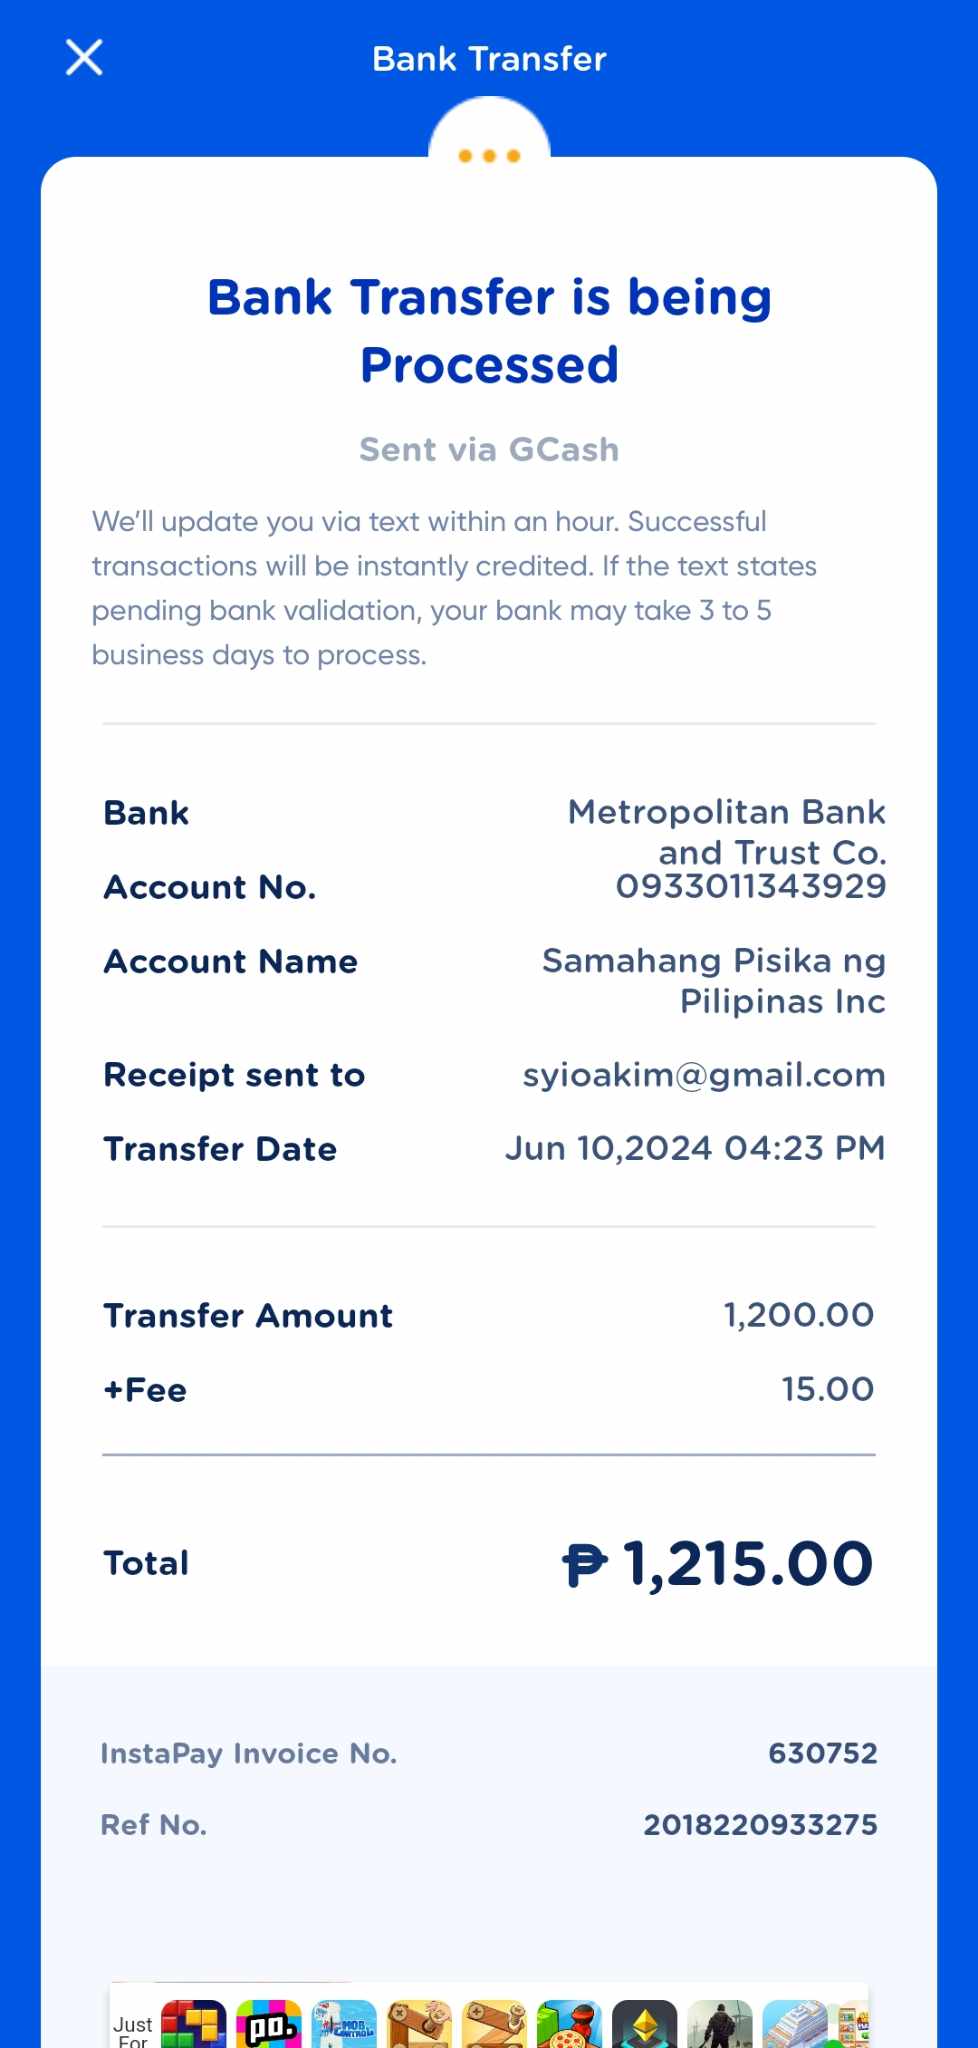 Bank Transfer
Bank Transfer is being
Processed
Sent via GCash
We'll update you via text within an hour. Successful
transactions will be instantly credited. If the text states
pending bank validation, your bank may take 3 to 5
business days to process.
Bank Metropolitan Bank
and Trust Co.
Account No. 0933011343929
Account Name Samahang Pisika ng
Pilipinas Inc
Receipt sent to syioakim@gmail.com
Transfer Date Jun 10,2024 04:23 PM
Transfer Amount 1,200.00
+Fee 15.00
Total ₱ 1,215.00
InstaPay Invoice No. 630752
Ref No. 2018220933275
Just
For
po.
MOB
CONTROL